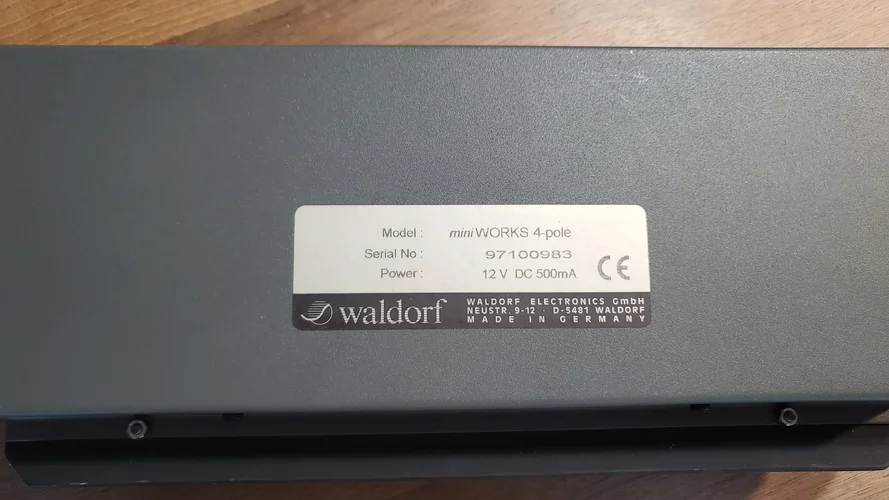 Model : miniWORKS 4-pole
Serial No : 97100983
Power : 12 V DC 500mA
CE
waldorf
WALDORF ELECTRONICS GmbH
NEUSTR. 9-12 · D-5481 WALDORF
MADE IN GERMANY